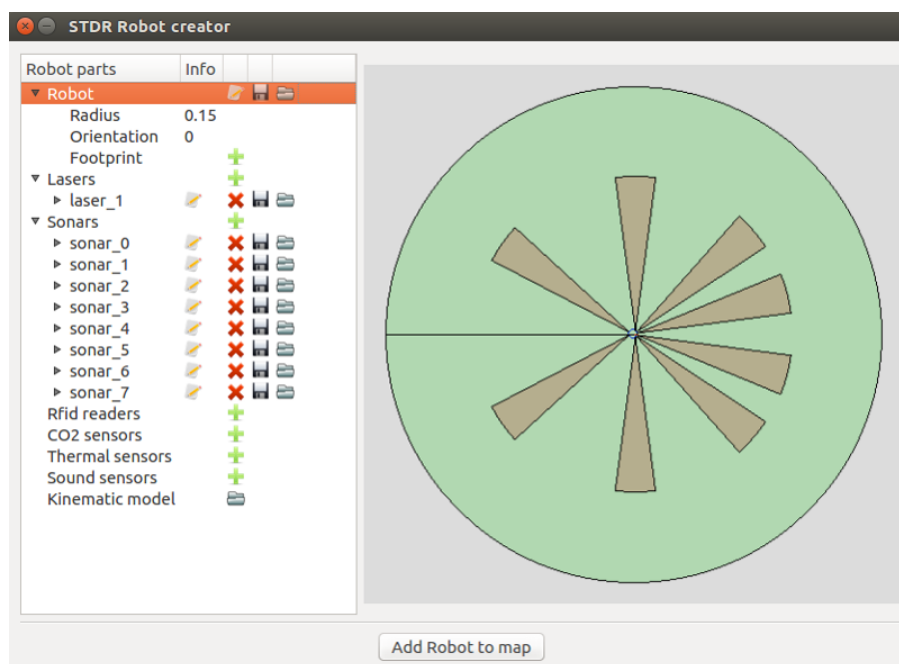 STDR Robot creator
Robot parts Info
Robot
Radius 0.15
Orientation 0
Footprint
Lasers
laser_1
Sonars
sonar_0
sonar_1
sonar_2
sonar_3
sonar_4
sonar_5
sonar_6
sonar_7
Rfid readers
CO2 sensors
Thermal sensors
Sound sensors
Kinematic model
Add Robot to map